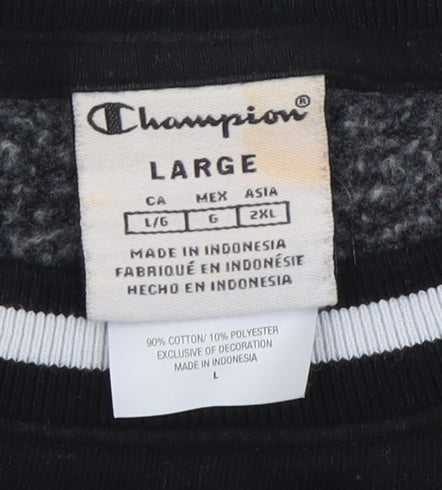 Champion®
LARGE
CA MEX ASIA
L/G G 2XL
MADE IN INDONESIA
FABRIQUÉ EN INDONÉSIE
HECHO EN INDONESIA
90% COTTON/ 10% POLYESTER
EXCLUSIVE OF DECORATION
MADE IN INDONESIA
L